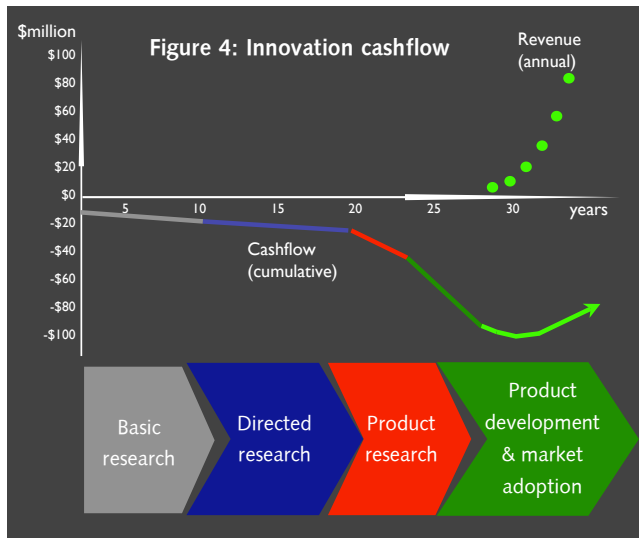 $million
Figure 4: Innovation cashflow
Revenue
(annual)
$100
$80
$60
$40
$20
$0
5 10 15 20 25 30 years
-$20
-$40
-$60
-$80
-$100
Cashflow
(cumulative)
Basic
research
Directed
research
Product
research
Product
development
& market
adoption